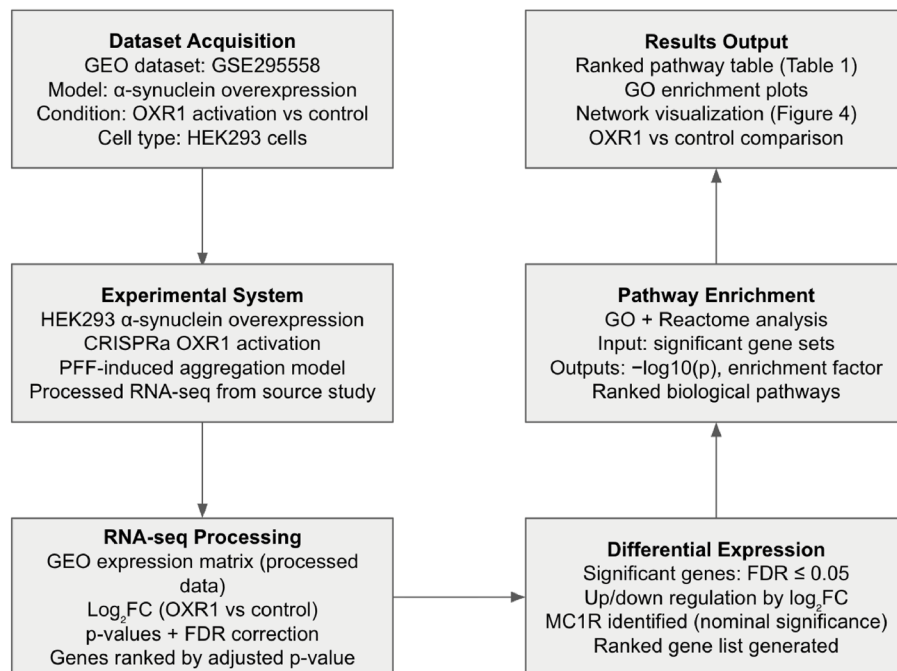 Dataset Acquisition
GEO dataset: GSE295558
Model: α-synuclein overexpression
Condition: OXR1 activation vs control
Cell type: HEK293 cells
Experimental System
HEK293 α-synuclein overexpression
CRISPRa OXR1 activation
PFF-induced aggregation model
Processed RNA-seq from source study
RNA-seq Processing
GEO expression matrix (processed
data)
Log₂FC (OXR1 vs control)
p-values + FDR correction
Genes ranked by adjusted p-value
Differential Expression
Significant genes: FDR ≤ 0.05
Up/down regulation by log₂FC
MC1R identified (nominal significance)
Ranked gene list generated
Pathway Enrichment
GO + Reactome analysis
Input: significant gene sets
Outputs: −log10(p), enrichment factor
Ranked biological pathways
Results Output
Ranked pathway table (Table 1)
GO enrichment plots
Network visualization (Figure 4)
OXR1 vs control comparison